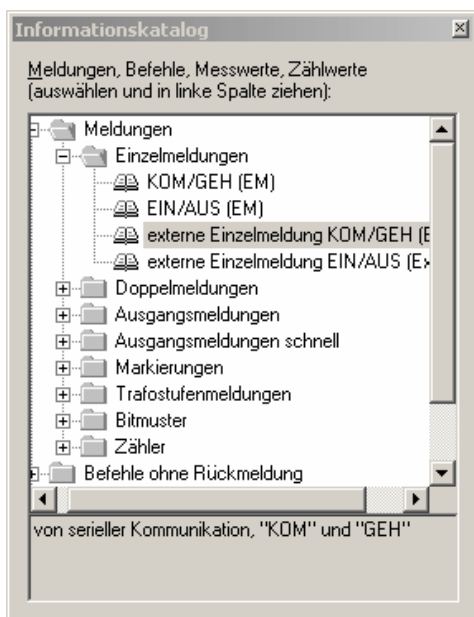 Informationskatalog
Meldungen, Befehle, Messwerte, Zählwerte
(auswählen und in linke Spalte ziehen):
Meldungen
Einzelmeldungen
KOM/GEH (EM)
EIN/AUS (EM)
externe Einzelmeldung KOM/GEH (E
externe Einzelmeldung EIN/AUS (Ex
Doppelmeldungen
Ausgangsmeldungen
Ausgangsmeldungen schnell
Markierungen
Trafostufenmeldungen
Bitmuster
Zähler
Befehle ohne Rückmeldung
von serieller Kommunikation, "KOM" und "GEH"